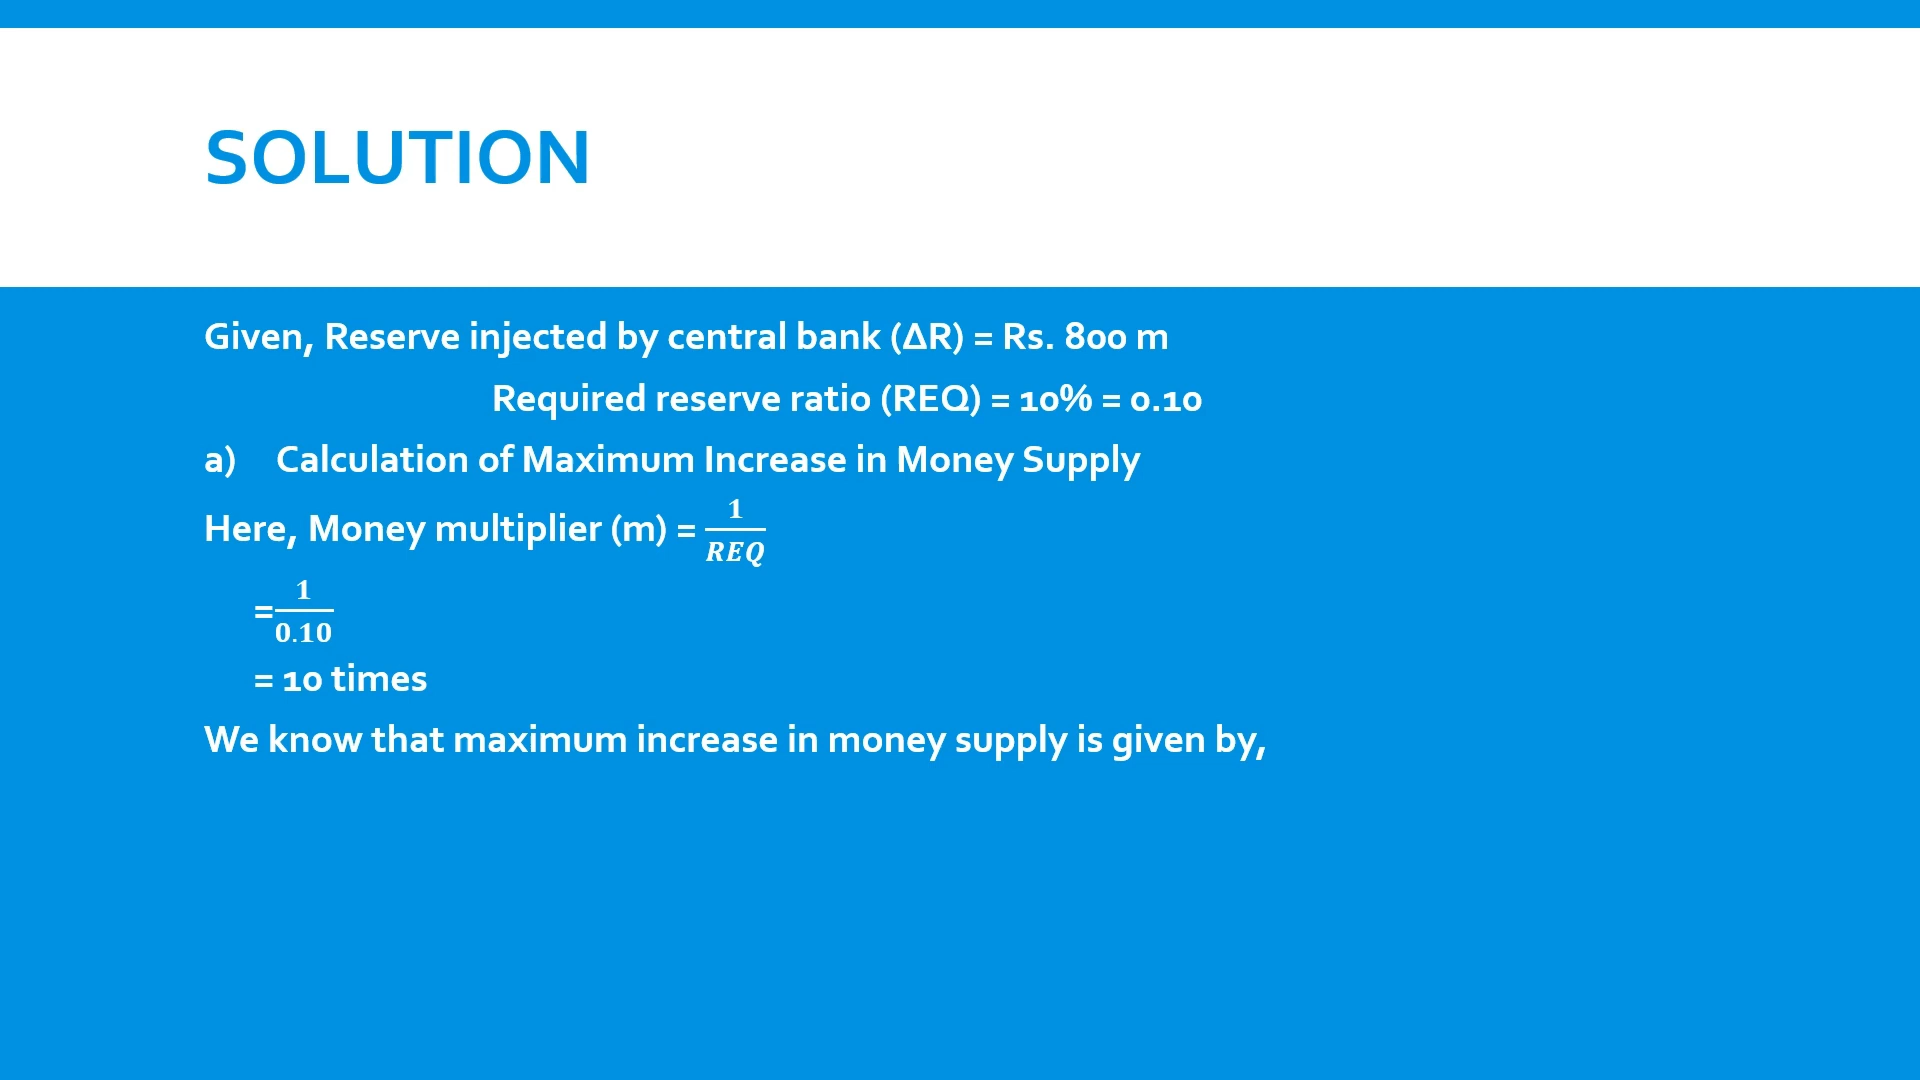 SOLUTION
Given, Reserve injected by central bank (ΔR) = Rs. 800 m
Required reserve ratio (REQ) = 10% = 0.10
a) Calculation of Maximum Increase in Money Supply
Here, Money multiplier (m) = 1/REQ
=1/0.10
= 10 times
We know that maximum increase in money supply is given by,